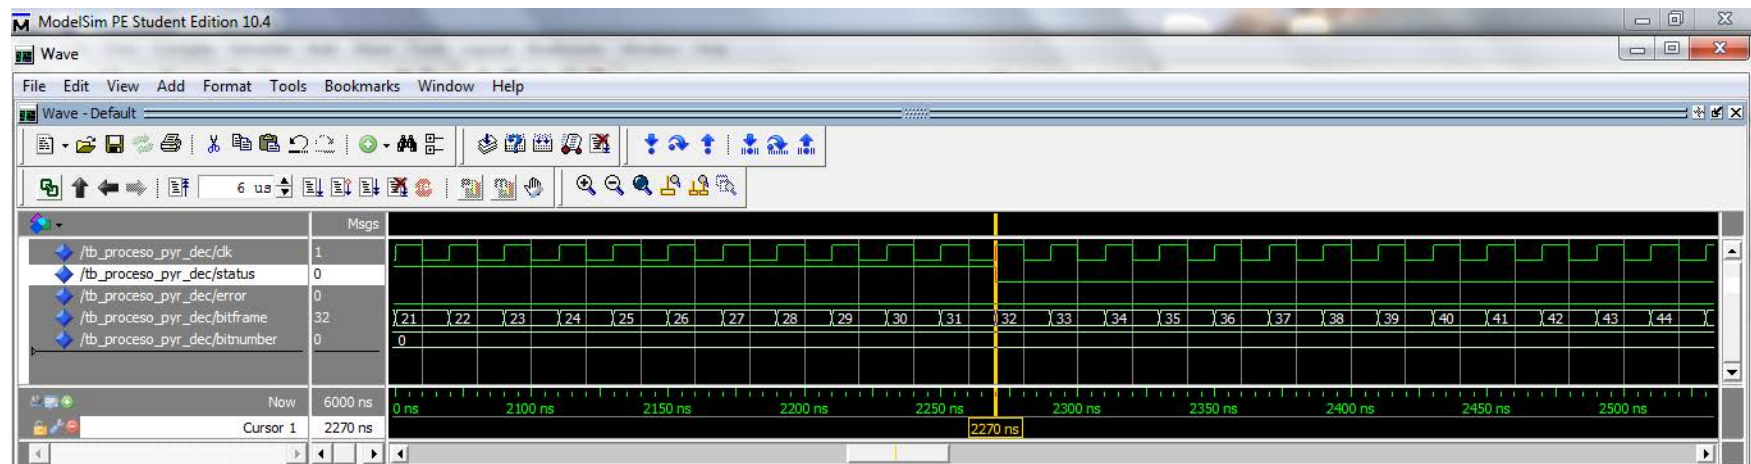 ModelSim PE Student Edition 10.4
Wave
File Edit View Add Format Tools Bookmarks Window Help
Wave - Default
6 us
Msgs
/tb_proceso_pyr_dec/clk 1
/tb_proceso_pyr_dec/status 0
/tb_proceso_pyr_dec/error 0
/tb_proceso_pyr_dec/bitframe 32 21 22 23 24 25 26 27 28 29 30 31 32 33 34 35 36 37 38 39 40 41 42 43 44
/tb_proceso_pyr_dec/bitnumber 0 0
Now 6000 ns 0 ns 2100 ns 2150 ns 2200 ns 2250 ns 2300 ns 2350 ns 2400 ns 2450 ns 2500 ns
Cursor 1 2270 ns 2270 ns